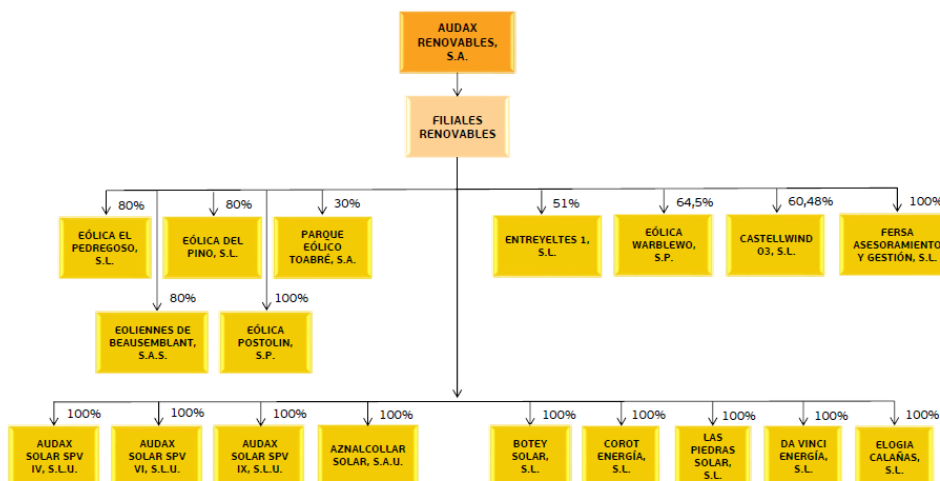 AUDAX
RENOVABLES,
S.A.
FILIALES
RENOVABLES
80%
80%
30%
51%
64,5%
60,48%
100%
EÓLICA EL
PEDREGOSO,
S.L.
EÓLICA DEL
PINO, S.L.
PARQUE
EÓLICO
TOABRÉ, S.A.
ENTREYELTES 1,
S.L.
EÓLICA
WARBLEWO,
S.P.
CASTELLWIND
03, S.L.
FERSA
ASESORAMIENTO
Y GESTIÓN, S.L.
80%
100%
EOLIENNES DE
BEAUSEMBLANT,
S.A.S.
EÓLICA
POSTOLIN,
S.P.
100%
100%
100%
100%
100%
100%
100%
100%
100%
AUDAX
SOLAR SPV
IV, S.L.U.
AUDAX
SOLAR SPV
VI, S.L.U.
AUDAX
SOLAR SPV
IX, S.L.U.
AZNALCOLLAR
SOLAR, S.A.U.
BOTEY
SOLAR,
S.L.
COROT
ENERGÍA,
S.L.
LAS
PIEDRAS
SOLAR,
S.L.
DA VINCI
ENERGÍA,
S.L.
ELOGIA
CALAÑAS,
S.L.